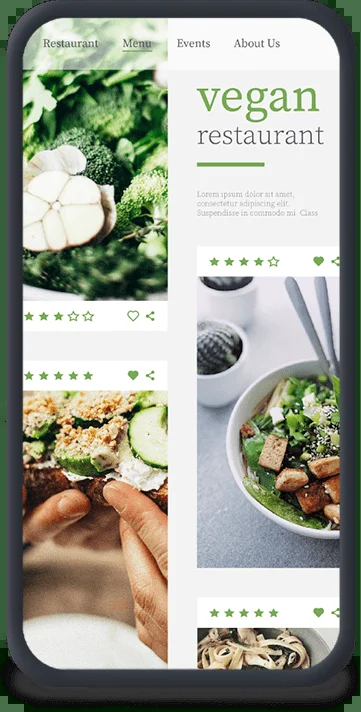 Restaurant Menu Events About Us
vegan
restaurant
Lorem ipsum dolor sit amet,
consectetur adipiscing elit.
Suspendisse in commodo mi. Class